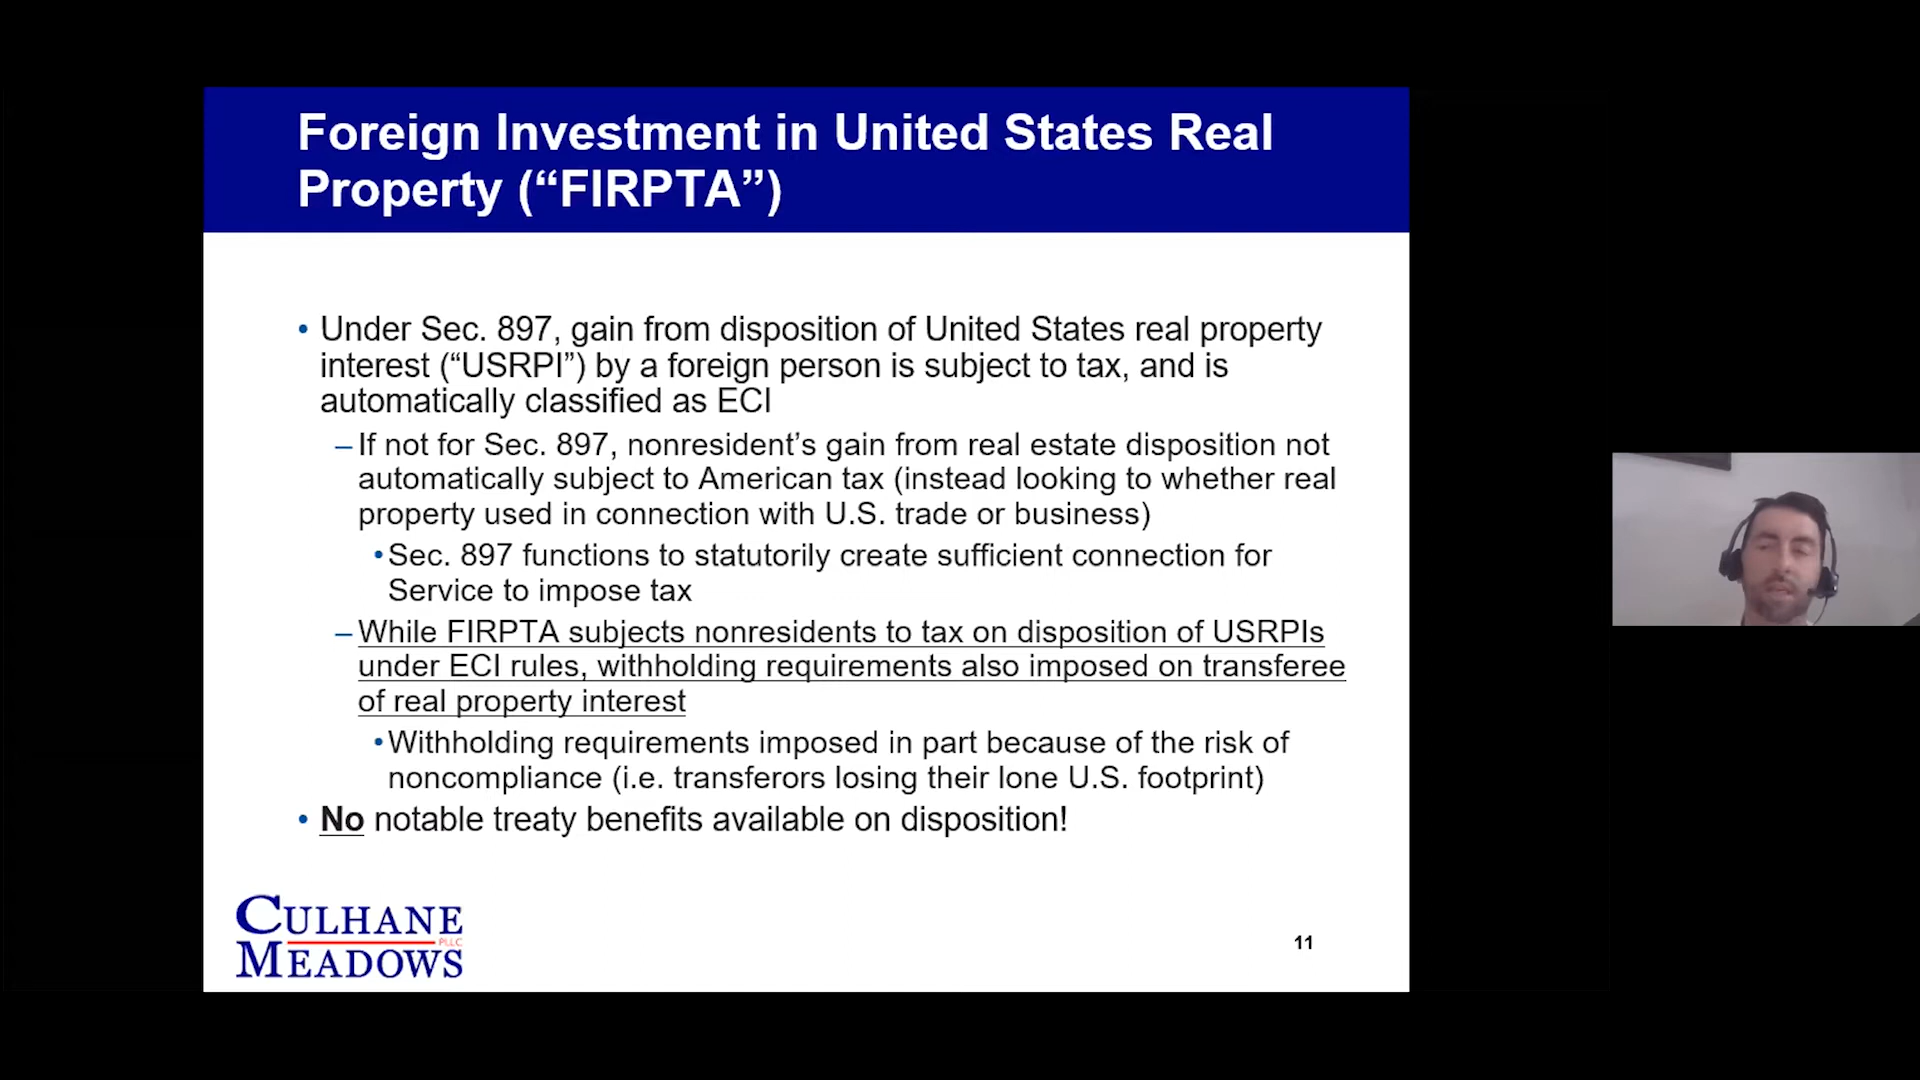 Foreign Investment in United States Real
Property (“FIRPTA”)
• Under Sec. 897, gain from disposition of United States real property
interest (“USRPI”) by a foreign person is subject to tax, and is
automatically classified as ECI
– If not for Sec. 897, nonresident’s gain from real estate disposition not
automatically subject to American tax (instead looking to whether real
property used in connection with U.S. trade or business)
• Sec. 897 functions to statutorily create sufficient connection for
Service to impose tax
– While FIRPTA subjects nonresidents to tax on disposition of USRPIs
under ECI rules, withholding requirements also imposed on transferee
of real property interest
• Withholding requirements imposed in part because of the risk of
noncompliance (i.e. transferors losing their lone U.S. footprint)
• No notable treaty benefits available on disposition!
CULHANE
PLLC
MEADOWS
11